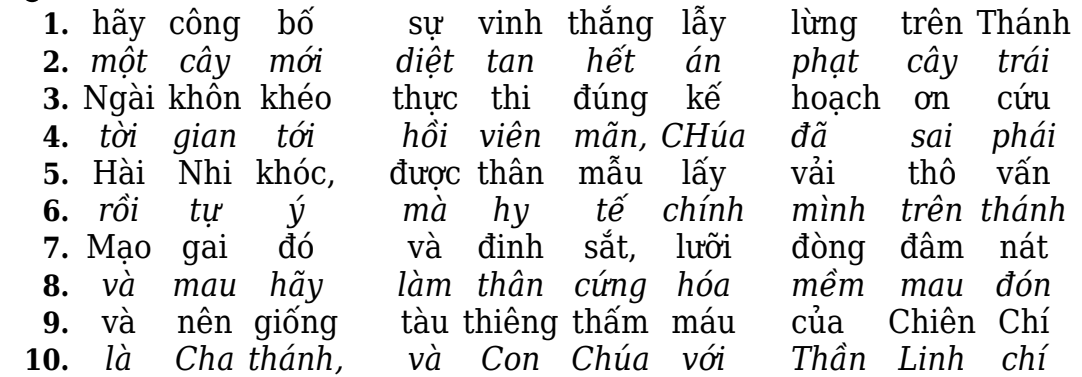 1. hãy công bố sự vinh thắng lẫy lừng trên Thánh
2. một cây mới diệt tan hết án phạt cây trái
3. Ngài khôn khéo thực thi đúng kế hoạch ơn cứu
4. tời gian tới hồi viên mãn, CHúa đã sai phái
5. Hài Nhi khóc, được thân mẫu lấy vải thô vấn
6. rồi tự ý mà hy tế chính mình trên thánh
7. Mạo gai đó và đinh sắt, lưỡi đòng đâm nát
8. và mau hãy làm thân cứng hóa mềm mau đón
9. và nên giống tàu thiêng thấm máu của Chiên Chí
10. là Cha thánh, và Con Chúa với Thần Linh chí